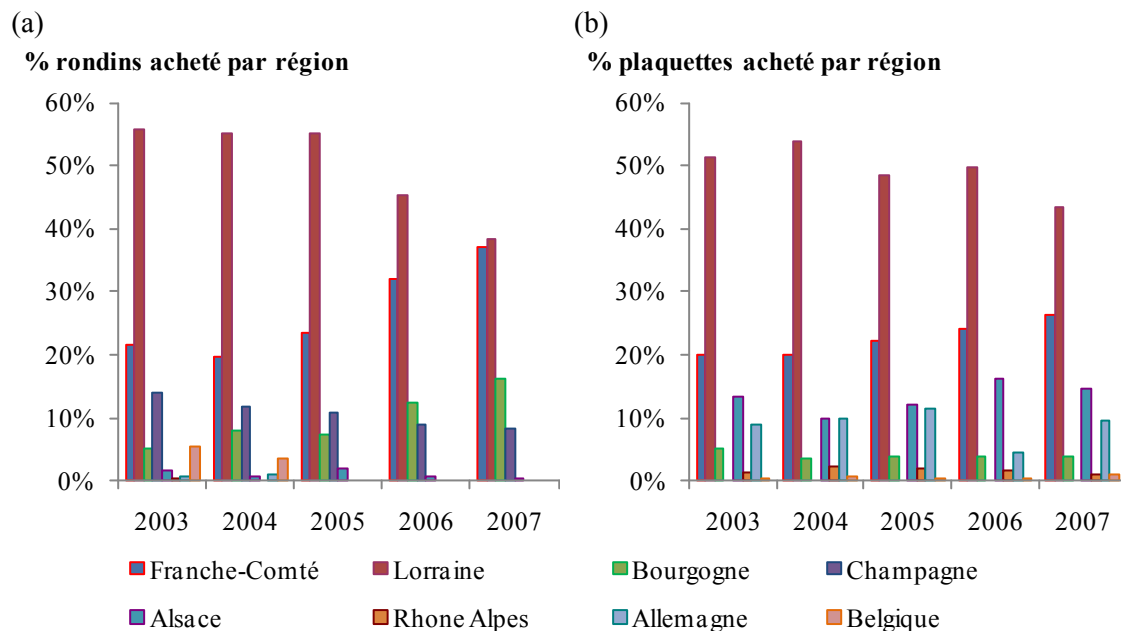 (a)
% rondins acheté par région
60%
50%
40%
30%
20%
10%
0%
2003 2004 2005 2006 2007
(b)
% plaquettes acheté par région
60%
50%
40%
30%
20%
10%
0%
2003 2004 2005 2006 2007
Franche-Comté Lorraine Bourgogne Champagne
Alsace Rhone Alpes Allemagne Belgique